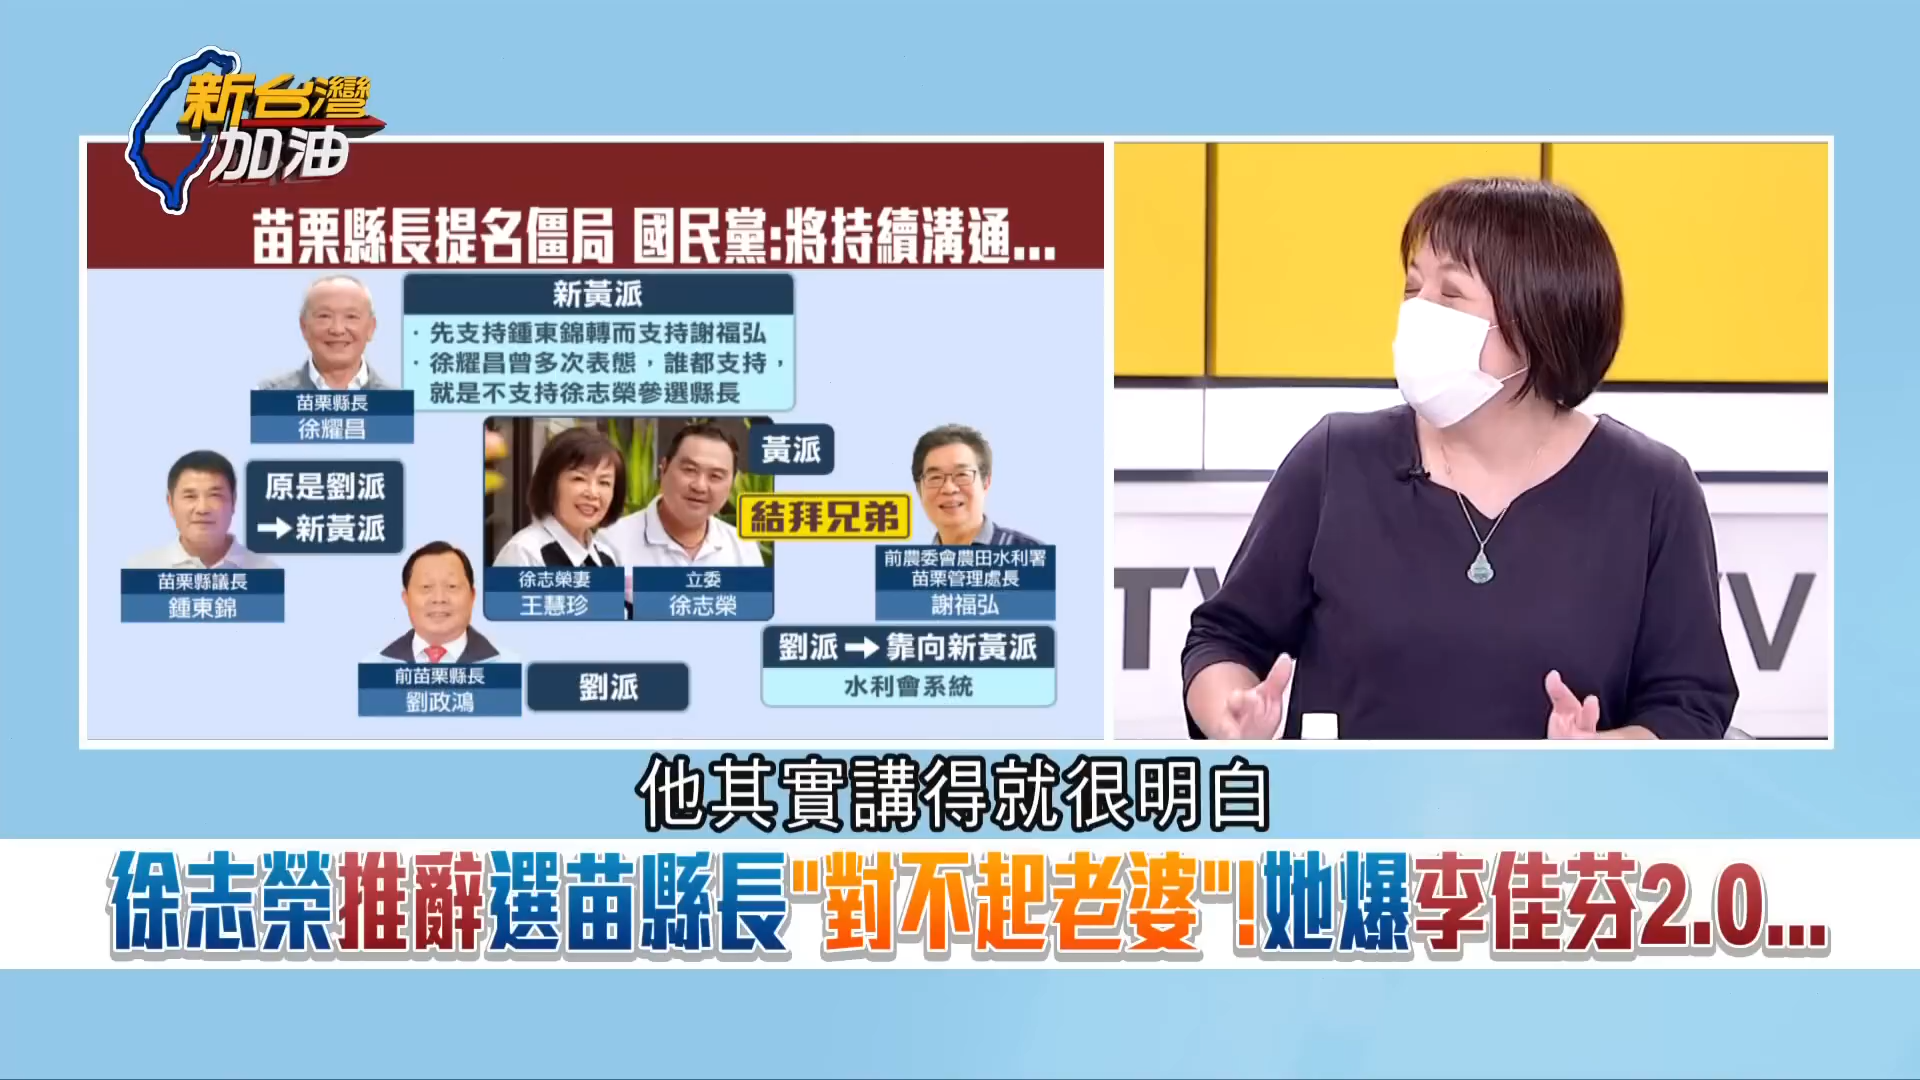 新台灣
加油
苗栗縣長提名僵局 國民黨:將持續溝通...
新黃派
·先支持鍾東錦轉而支持謝福弘
·徐耀昌曾多次表態,誰都支持,
就是不支持徐志榮參選縣長
苗栗縣長
徐耀昌
原是劉派
→新黃派
苗栗縣議長
鍾東錦
黃派
結拜兄弟
徐志榮妻
王慧珍
立委
徐志榮
前農委會農田水利署
苗栗管理處長
謝福弘
前苗栗縣長
劉政鴻
劉派
劉派→靠向新黃派
水利會系統
TV
V
他其實講得就很明白
徐志榮推辭選苗縣長"對不起老婆"!她爆李佳芬2.0...